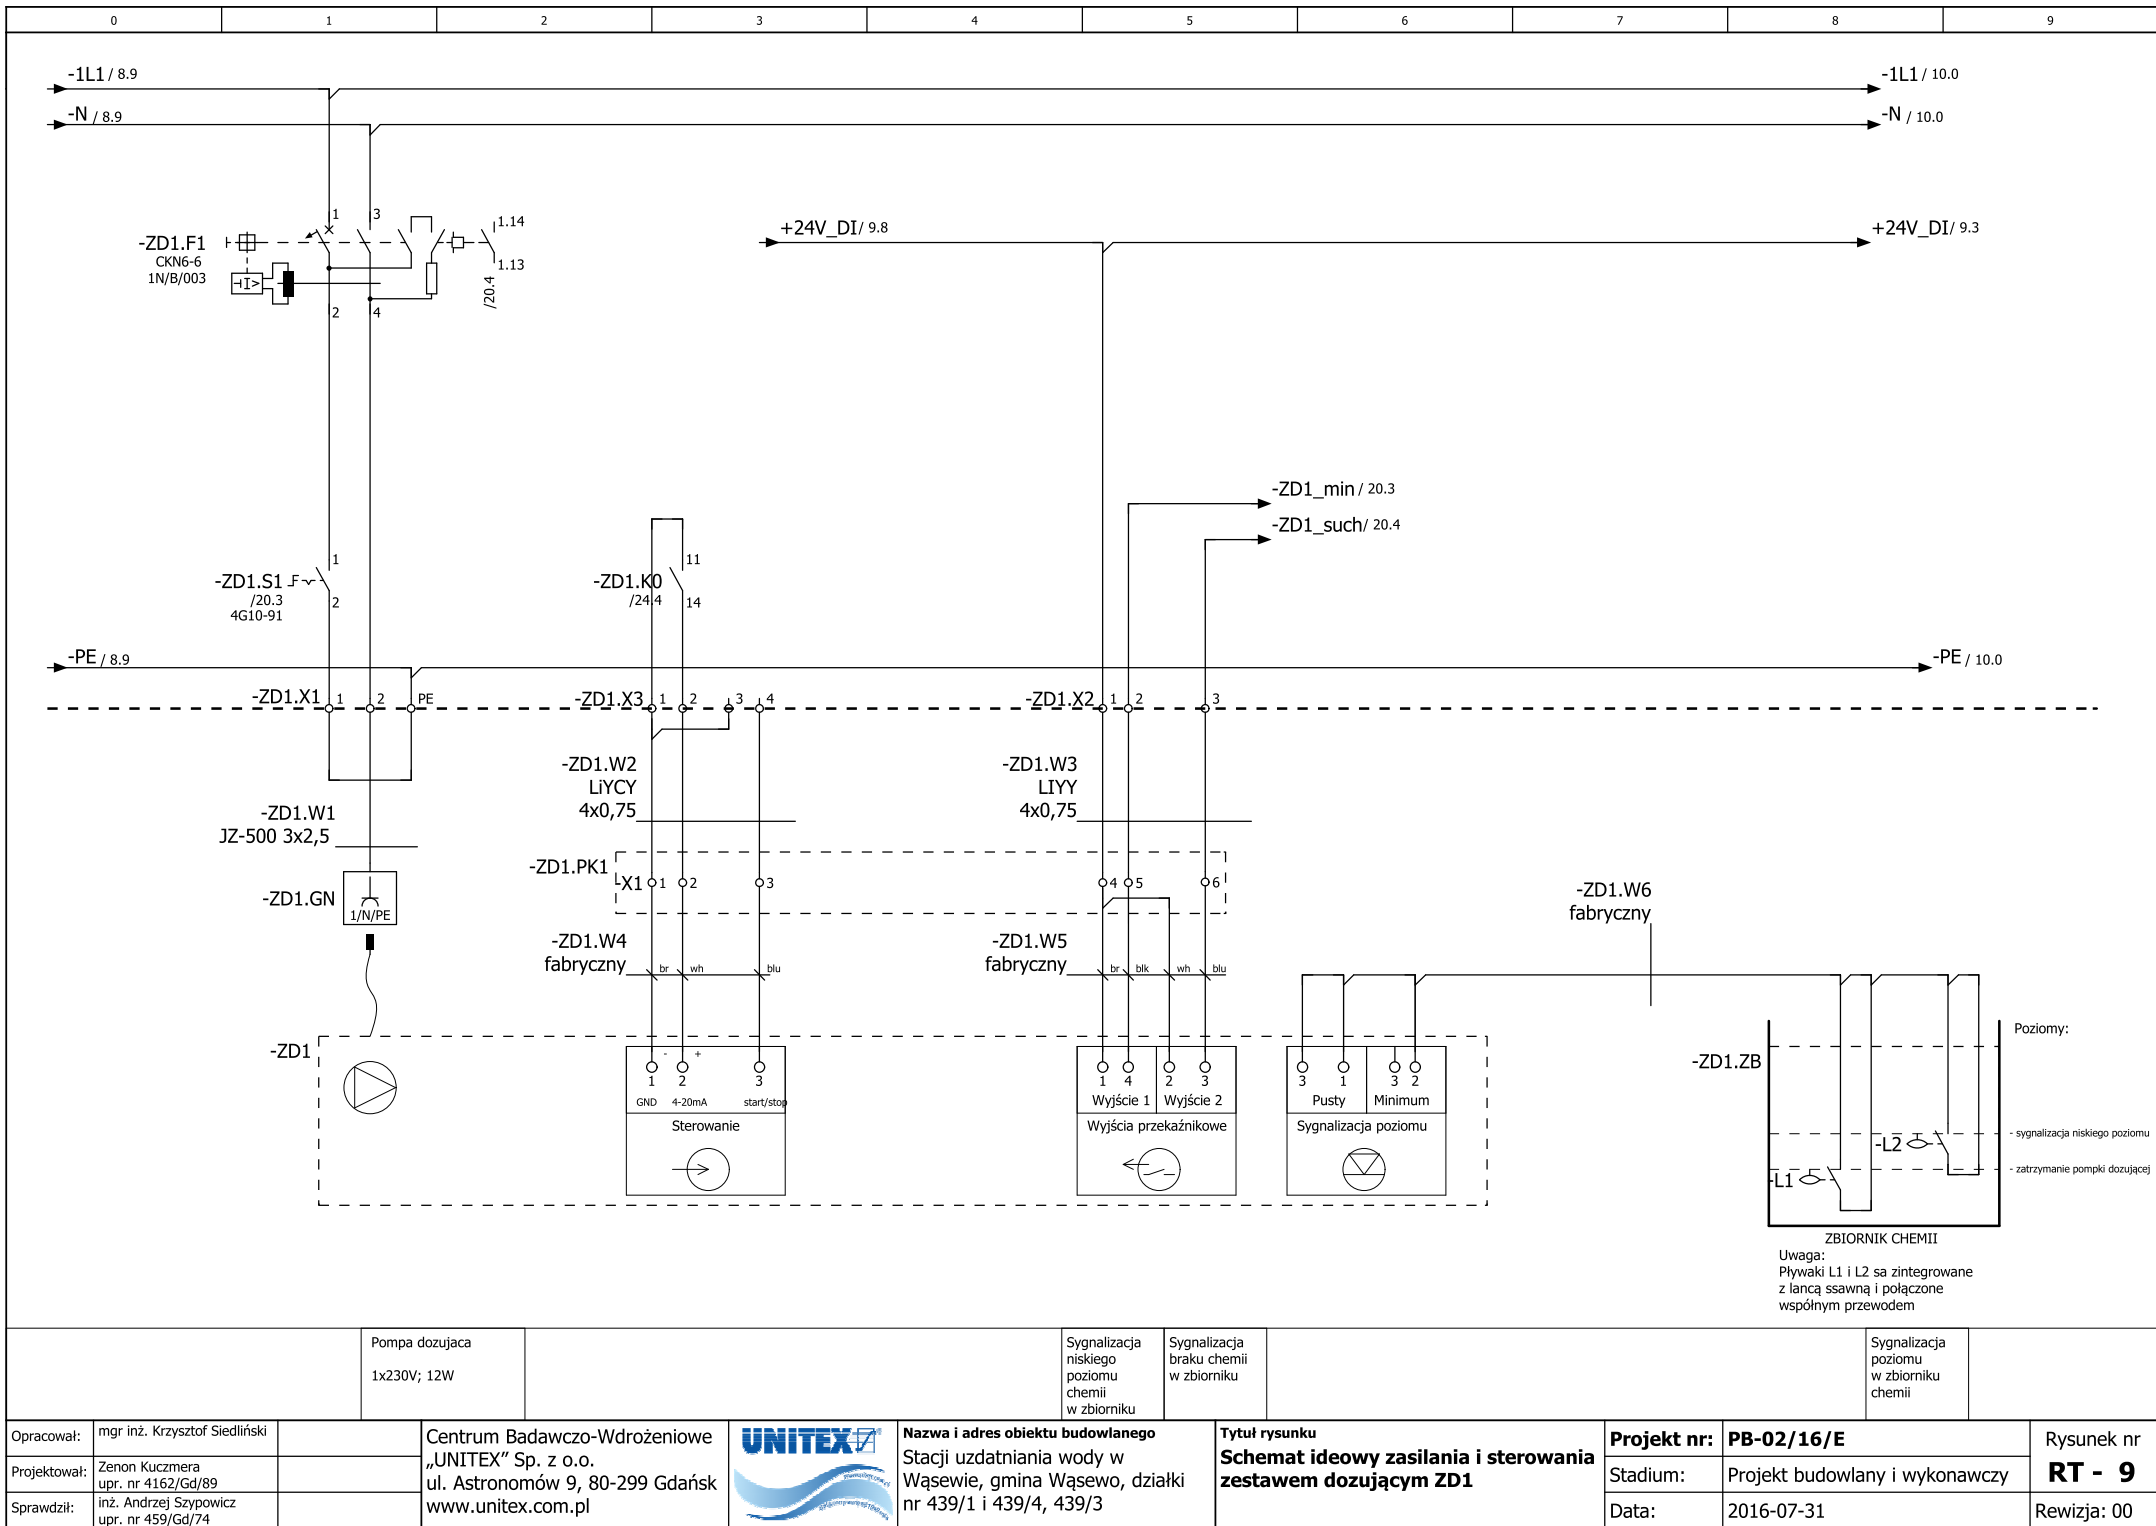 0 1 2 3 4 5 6 7 8 9
-1L1 / 8.9
-1L1 / 10.0
-N / 8.9
-N / 10.0
1 3
1.14
-ZD1.F1
CKN6-6
1N/B/003
I>
1.13
/20.4
2 4
+24V_DI / 9.8
+24V_DI / 9.3
-ZD1_min / 20.3
-ZD1_such / 20.4
1
-ZD1.S1
/20.3
4G10-91
2
11
-ZD1.K0
/24.4
14
-PE / 8.9
-PE / 10.0
-ZD1.X1 1 2 PE
-ZD1.X3 1 2 3 4
-ZD1.X2 1 2 3
-ZD1.W2
LiYCY
4x0,75
-ZD1.W3
LIYY
4x0,75
-ZD1.W1
JZ-500 3x2,5
-ZD1.PK1
-X1 1 2 3 4 5 6
-ZD1.GN
1/N/PE
-ZD1.W6
fabryczny
-ZD1.W4
fabryczny
br wh blu
-ZD1.W5
fabryczny
br blk wh blu
-ZD1
- +
1 2 3
GND 4-20mA start/stop
Sterowanie
1 4 2 3
Wyjście 1 Wyjście 2
Wyjścia przekaźnikowe
3 1 3 2
Pusty Minimum
Sygnalizacja poziomu
Poziomy:
-ZD1.ZB
- sygnalizacja niskiego poziomu
-L2
- zatrzymanie pompki dozującej
-L1
ZBIORNIK CHEMII
Uwaga:
Pływaki L1 i L2 sa zintegrowane
z lancą ssawną i połączone
wspólnym przewodem
Pompa dozujaca
1x230V; 12W
Sygnalizacja
niskiego
poziomu
chemii
w zbiorniku
Sygnalizacja
braku chemii
w zbiorniku
Sygnalizacja
poziomu
w zbiorniku
chemii
Opracował: mgr inż. Krzysztof Siedliński
Projektował: Zenon Kuczmera
upr. nr 4162/Gd/89
Sprawdził: inż. Andrzej Szypowicz
upr. nr 459/Gd/74
Centrum Badawczo-Wdrożeniowe
„UNITEX” Sp. z o.o.
ul. Astronomów 9, 80-299 Gdańsk
www.unitex.com.pl
UNITEX
Nazwa i adres obiektu budowlanego
Stacji uzdatniania wody w
Wąsewie, gmina Wąsewo, działki
nr 439/1 i 439/4, 439/3
Tytuł rysunku
Schemat ideowy zasilania i sterowania
zestawem dozującym ZD1
Projekt nr: PB-02/16/E
Stadium: Projekt budowlany i wykonawczy
Data: 2016-07-31
Rysunek nr
RT - 9
Rewizja: 00